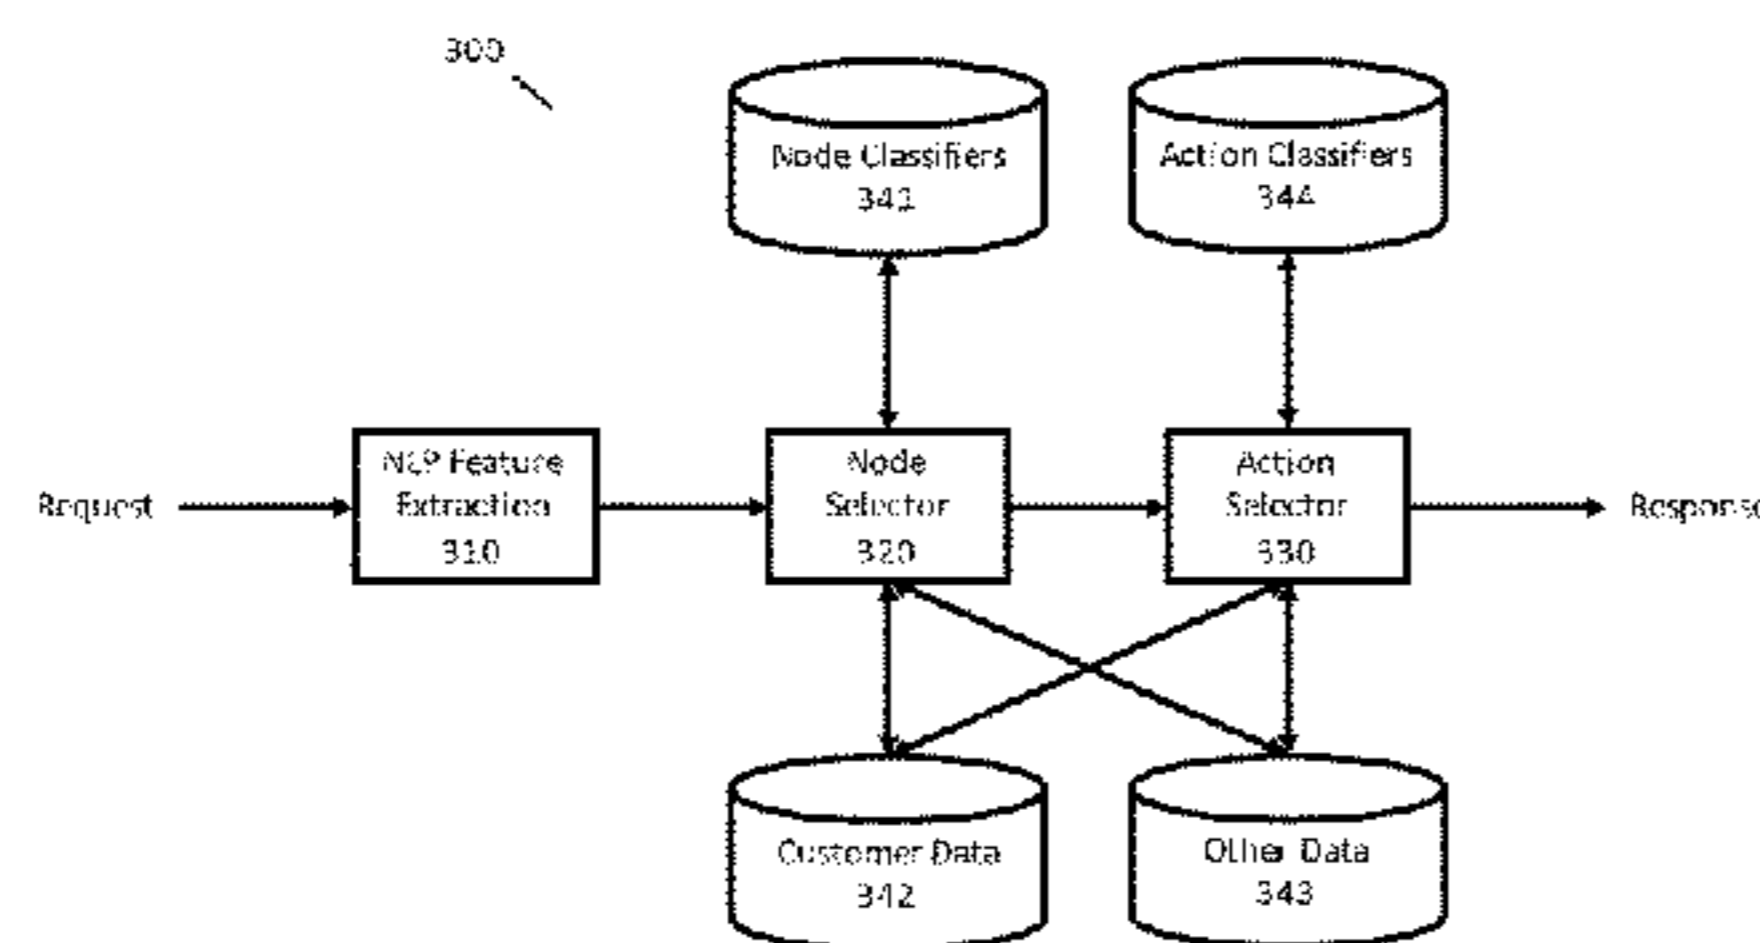 300
Node Classifiers
341
Action Classifiers
344
Request
NLP Feature
Extraction
310
Node
Selector
320
Action
Selector
330
Response
Customer Data
342
Other Data
343